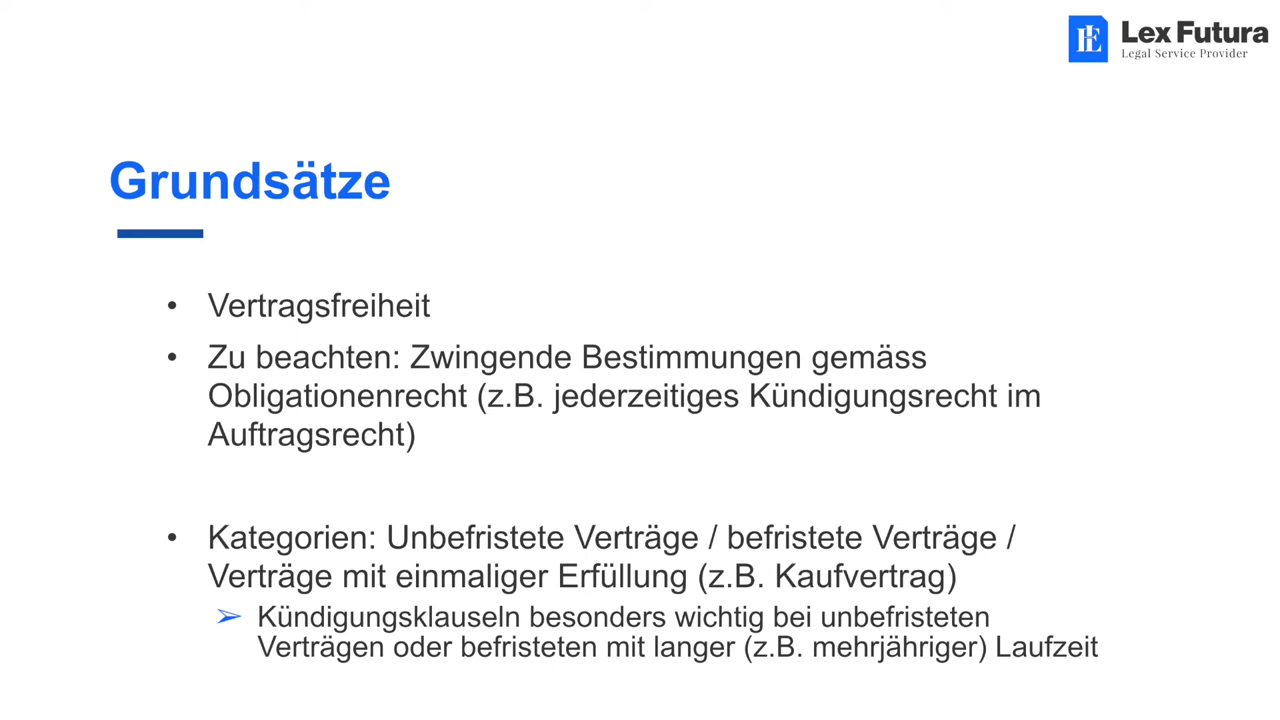 Lex Futura
Legal Service Provider
Grundsätze
• Vertragsfreiheit
• Zu beachten: Zwingende Bestimmungen gemäss
Obligationenrecht (z.B. jederzeitiges Kündigungsrecht im
Auftragsrecht)
• Kategorien: Unbefristete Verträge / befristete Verträge /
Verträge mit einmaliger Erfüllung (z.B. Kaufvertrag)
➢ Kündigungsklauseln besonders wichtig bei unbefristeten
Verträgen oder befristeten mit langer (z.B. mehrjähriger) Laufzeit